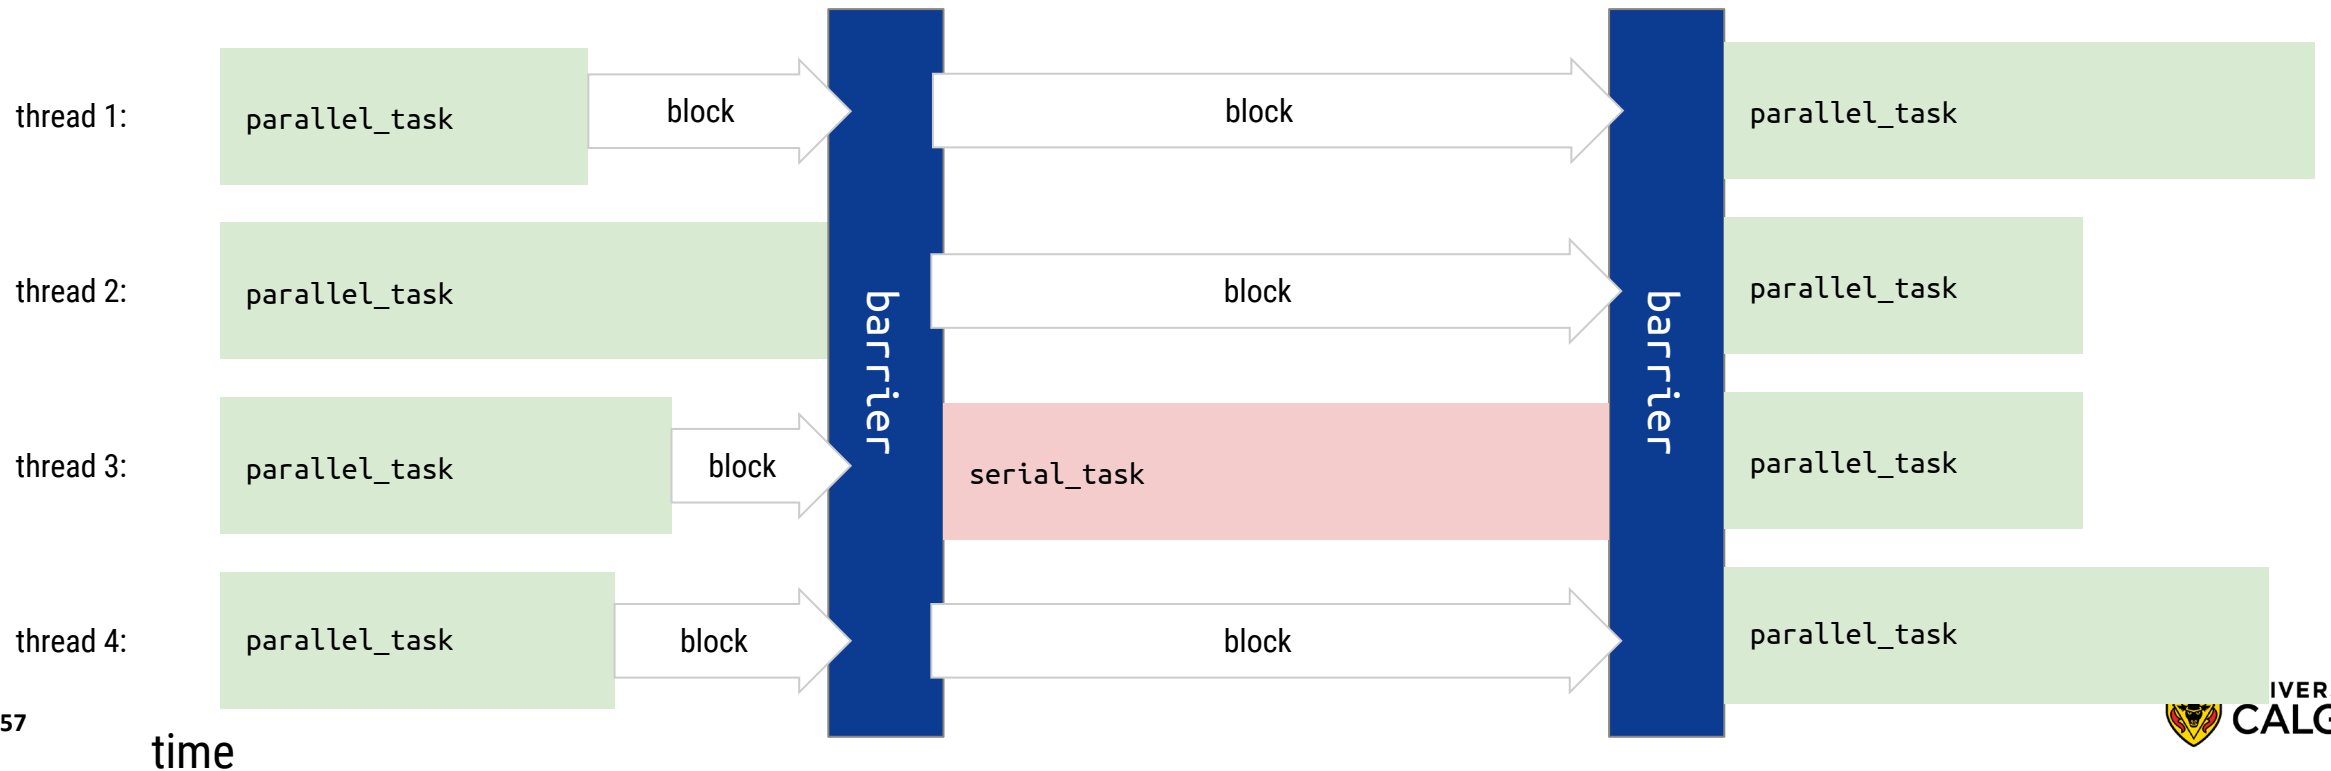 thread 1:
parallel_task
block
block
parallel_task
thread 2:
parallel_task
barrier
block
barrier
parallel_task
thread 3:
parallel_task
block
serial_task
parallel_task
thread 4:
parallel_task
block
block
parallel_task
57
time